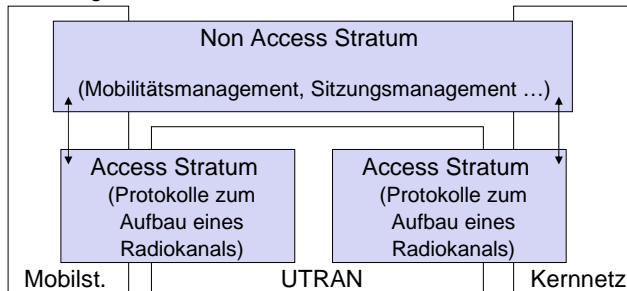 Non Access Stratum
(Mobilitätsmanagement, Sitzungsmanagement …)
Access Stratum
(Protokolle zum
Aufbau eines
Radiokanals)
Access Stratum
(Protokolle zum
Aufbau eines
Radiokanals)
Mobilst.
UTRAN
Kernnetz